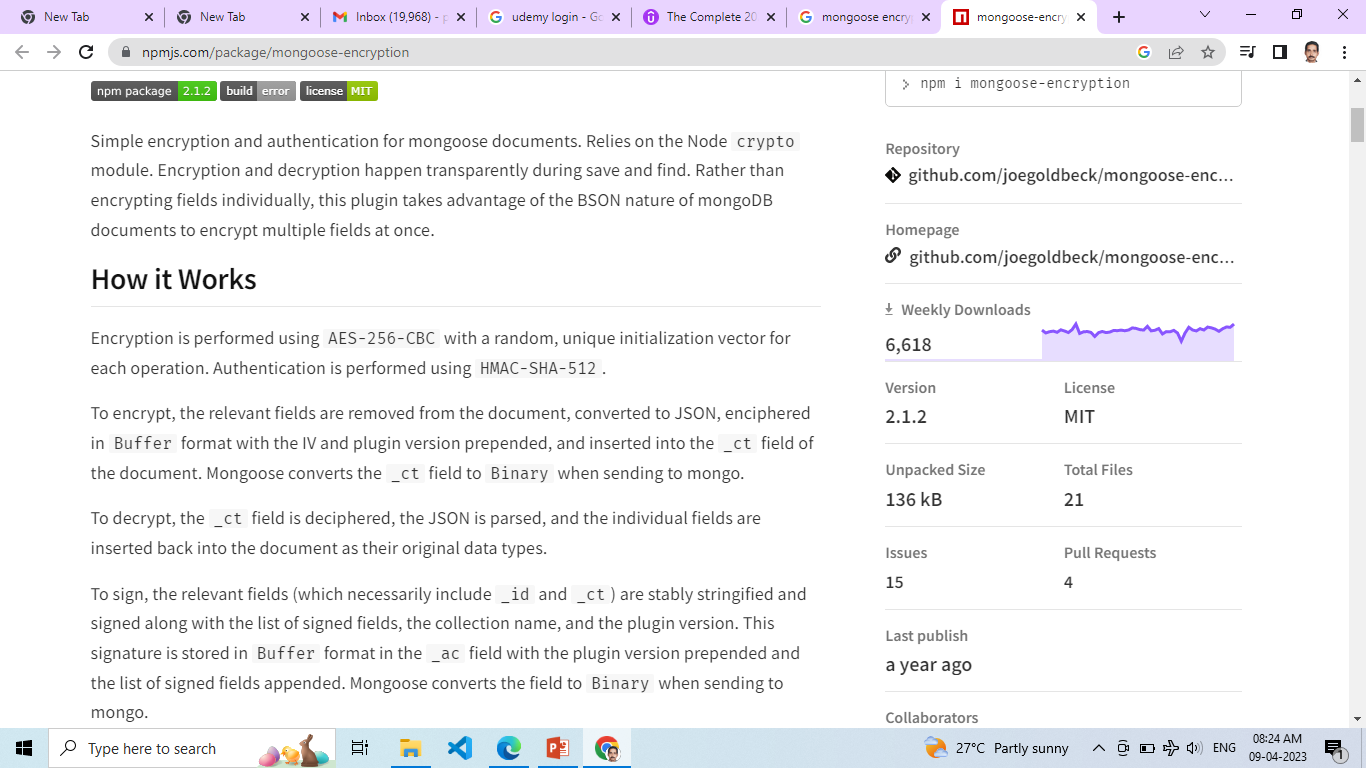 New Tab
New Tab
Inbox (19,968) - p
udemy login - Go
The Complete 20
mongoose encry
mongoose-encry
npmjs.com/package/mongoose-encryption
npm package 2.1.2 build error license MIT
> npm i mongoose-encryption
Simple encryption and authentication for mongoose documents. Relies on the Node crypto
module. Encryption and decryption happen transparently during save and find. Rather than
encrypting fields individually, this plugin takes advantage of the BSON nature of mongoDB
documents to encrypt multiple fields at once.
How it Works
Encryption is performed using AES-256-CBC with a random, unique initialization vector for
each operation. Authentication is performed using HMAC-SHA-512 .
To encrypt, the relevant fields are removed from the document, converted to JSON, enciphered
in Buffer format with the IV and plugin version prepended, and inserted into the _ct field of
the document. Mongoose converts the _ct field to Binary when sending to mongo.
To decrypt, the _ct field is deciphered, the JSON is parsed, and the individual fields are
inserted back into the document as their original data types.
To sign, the relevant fields (which necessarily include _id and _ct ) are stably stringified and
signed along with the list of signed fields, the collection name, and the plugin version. This
signature is stored in Buffer format in the _ac field with the plugin version prepended and
the list of signed fields appended. Mongoose converts the field to Binary when sending to
mongo.
Repository
github.com/joegoldbeck/mongoose-enc...
Homepage
github.com/joegoldbeck/mongoose-enc...
Weekly Downloads
6,618
Version
License
2.1.2
MIT
Unpacked Size
Total Files
136 kB
21
Issues
Pull Requests
15
4
Last publish
a year ago
Collaborators
Type here to search
27°C Partly sunny
ENG
08:24 AM
09-04-2023
1